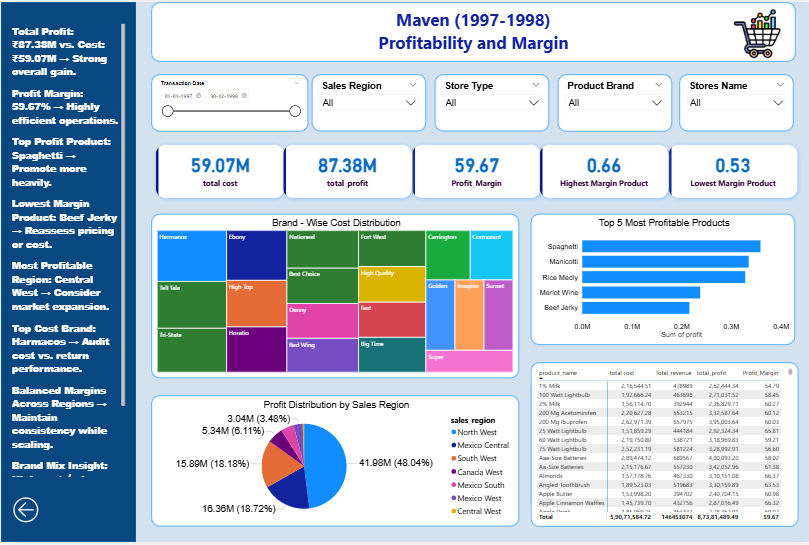 Total Profit:
₹87.38M vs. Cost:
₹59.07M → Strong
overall gain.
Profit Margin:
59.67% → Highly
efficient operations.
Top Profit Product:
Spaghetti →
Promote more
heavily.
Lowest Margin
Product: Beef Jerky
→ Reassess pricing
or cost.
Most Profitable
Region: Central
West → Consider
market expansion.
Top Cost Brand:
Harmacos → Audit
cost vs. return
performance.
Balanced Margins
Across Regions →
Maintain
consistency while
scaling.
Brand Mix Insight:
Maven (1997-1998)
Profitability and Margin
Transaction Date
01-01-1997 30-12-1998
Sales Region
All
Store Type
All
Product Brand
All
Stores Name
All
59.07M
total cost
87.38M
total_profit
59.67
Profit Margin
0.66
Highest Margin Product
0.53
Lowest Margin Product
Brand - Wise Cost Distribution
Hermanos
Tell Tale
Tri-State
Ebony
High Top
Horatio
Nationeel
Best Choice
Denny
Red Wing
Fort West
High Quality
Fast
Big Time
Carrington
Cormorant
Golden
Imagine
Sunset
Super
Top 5 Most Profitable Products
Spaghetti
Manicotti
Rice Medly
Merlot Wine
Beef Jerky
0.0M 0.1M 0.2M 0.3M 0.4M
Sum of profit
Profit Distribution by Sales Region
3.04M (3.48%)
5.34M (6.11%)
15.89M (18.18%)
16.36M (18.72%)
41.98M (48.04%)
sales region
North West
Mexico Central
South West
Canada West
Mexico South
Mexico West
Central West
product_name total cost total_revenue total_profit Profit_Margin
1% Milk 2,16,544.51 478989 2,62,444.34 54.79
100 Watt Lightbulb 1,92,666.24 463698 2,71,031.52 58.45
2% Milk 1,56,114.70 392944 2,36,829.71 60.27
200 Mg Acetominifen 2,20,627.28 553215 3,32,587.64 60.12
200 Mg Ibuprofen 2,62,971.39 657975 3,95,003.64 60.03
25 Watt Lightbulb 1,51,859.29 444184 2,92,324.34 65.81
60 Watt Lightbulb 2,19,750.80 538721 3,18,969.83 59.21
75 Watt Lightbulb 2,52,231.19 581224 3,28,992.91 56.60
Aaa-Size Batteries 2,89,474.12 689567 4,00,093.20 58.02
Aa-Size Batteries 2,15,176.67 557230 3,42,052.96 61.38
Almonds 1,57,178.76 467330 3,10,151.08 66.37
Angled Toothbrush 1,89,523.03 519683 3,30,159.89 63.53
Apple Butter 1,53,998.20 394702 2,40,704.15 60.98
Apple Cinnamon Waffles 1,45,739.70 432756 2,87,016.49 66.32
Total 5,90,71,584.72 146453074 8,73,81,489.49 59.67